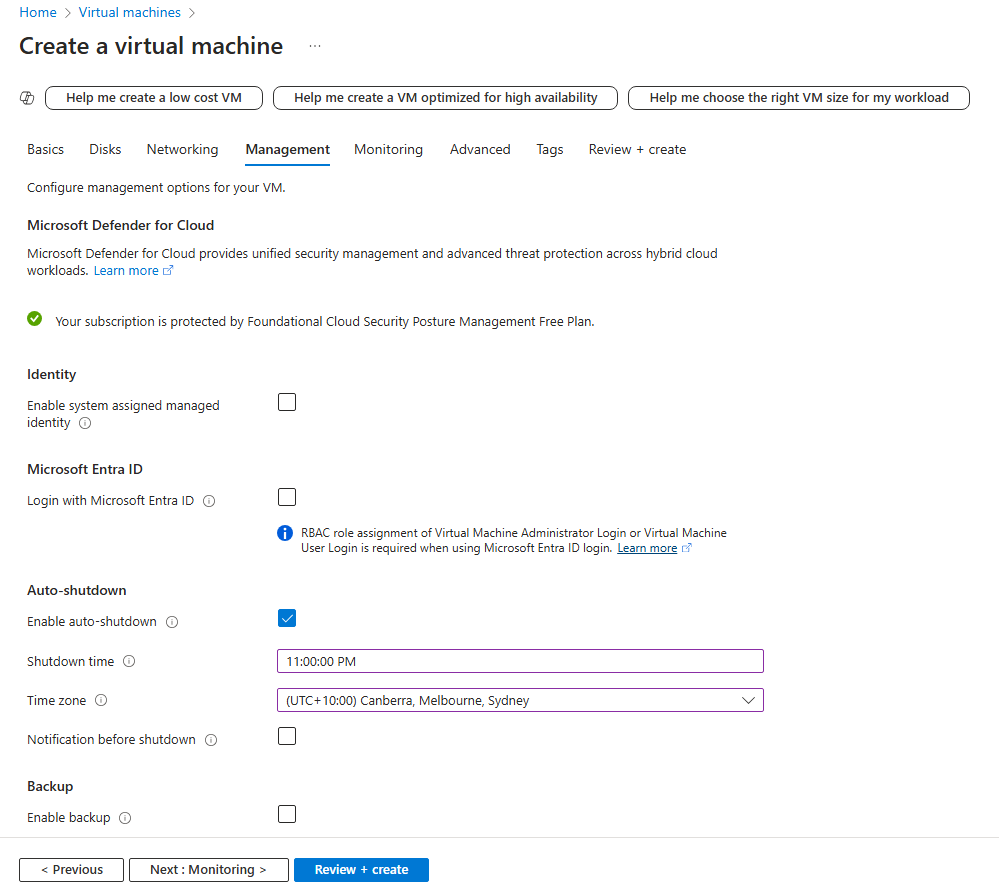 Home > Virtual machines >
Create a virtual machine ...
Help me create a low cost VM
Help me create a VM optimized for high availability
Help me choose the right VM size for my workload
Basics Disks Networking Management Monitoring Advanced Tags Review + create
Configure management options for your VM.
Microsoft Defender for Cloud
Microsoft Defender for Cloud provides unified security management and advanced threat protection across hybrid cloud
workloads. Learn more
Your subscription is protected by Foundational Cloud Security Posture Management Free Plan.
Identity
Enable system assigned managed
identity
Microsoft Entra ID
Login with Microsoft Entra ID
RBAC role assignment of Virtual Machine Administrator Login or Virtual Machine
User Login is required when using Microsoft Entra ID login. Learn more
Auto-shutdown
Enable auto-shutdown
Shutdown time 11:00:00 PM
Time zone (UTC+10:00) Canberra, Melbourne, Sydney
Notification before shutdown
Backup
Enable backup
< Previous Next : Monitoring > Review + create